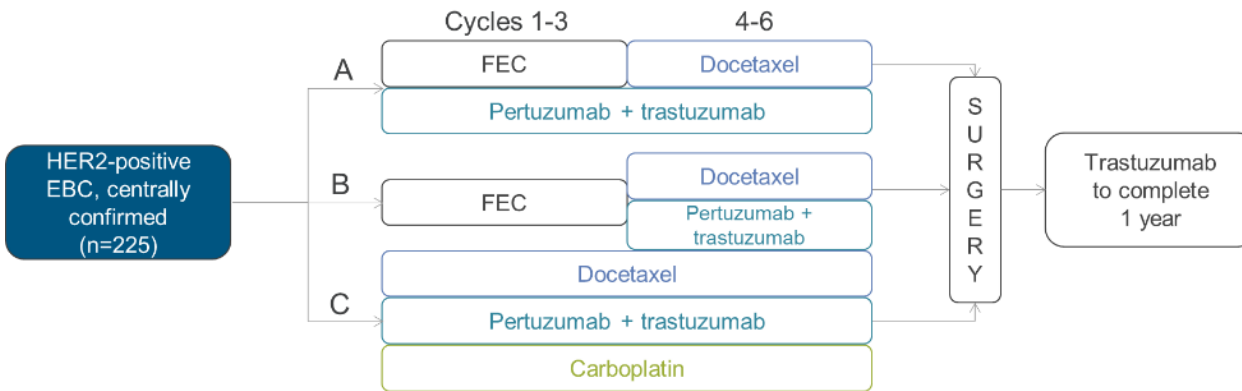 Cycles 1-3
4-6
A
FEC
Docetaxel
Pertuzumab + trastuzumab
HER2-positive
EBC, centrally
confirmed
(n=225)
B
FEC
Docetaxel
Pertuzumab +
trastuzumab
C
Docetaxel
Pertuzumab + trastuzumab
Carboplatin
S
U
R
G
E
R
Y
Trastuzumab
to complete
1 year